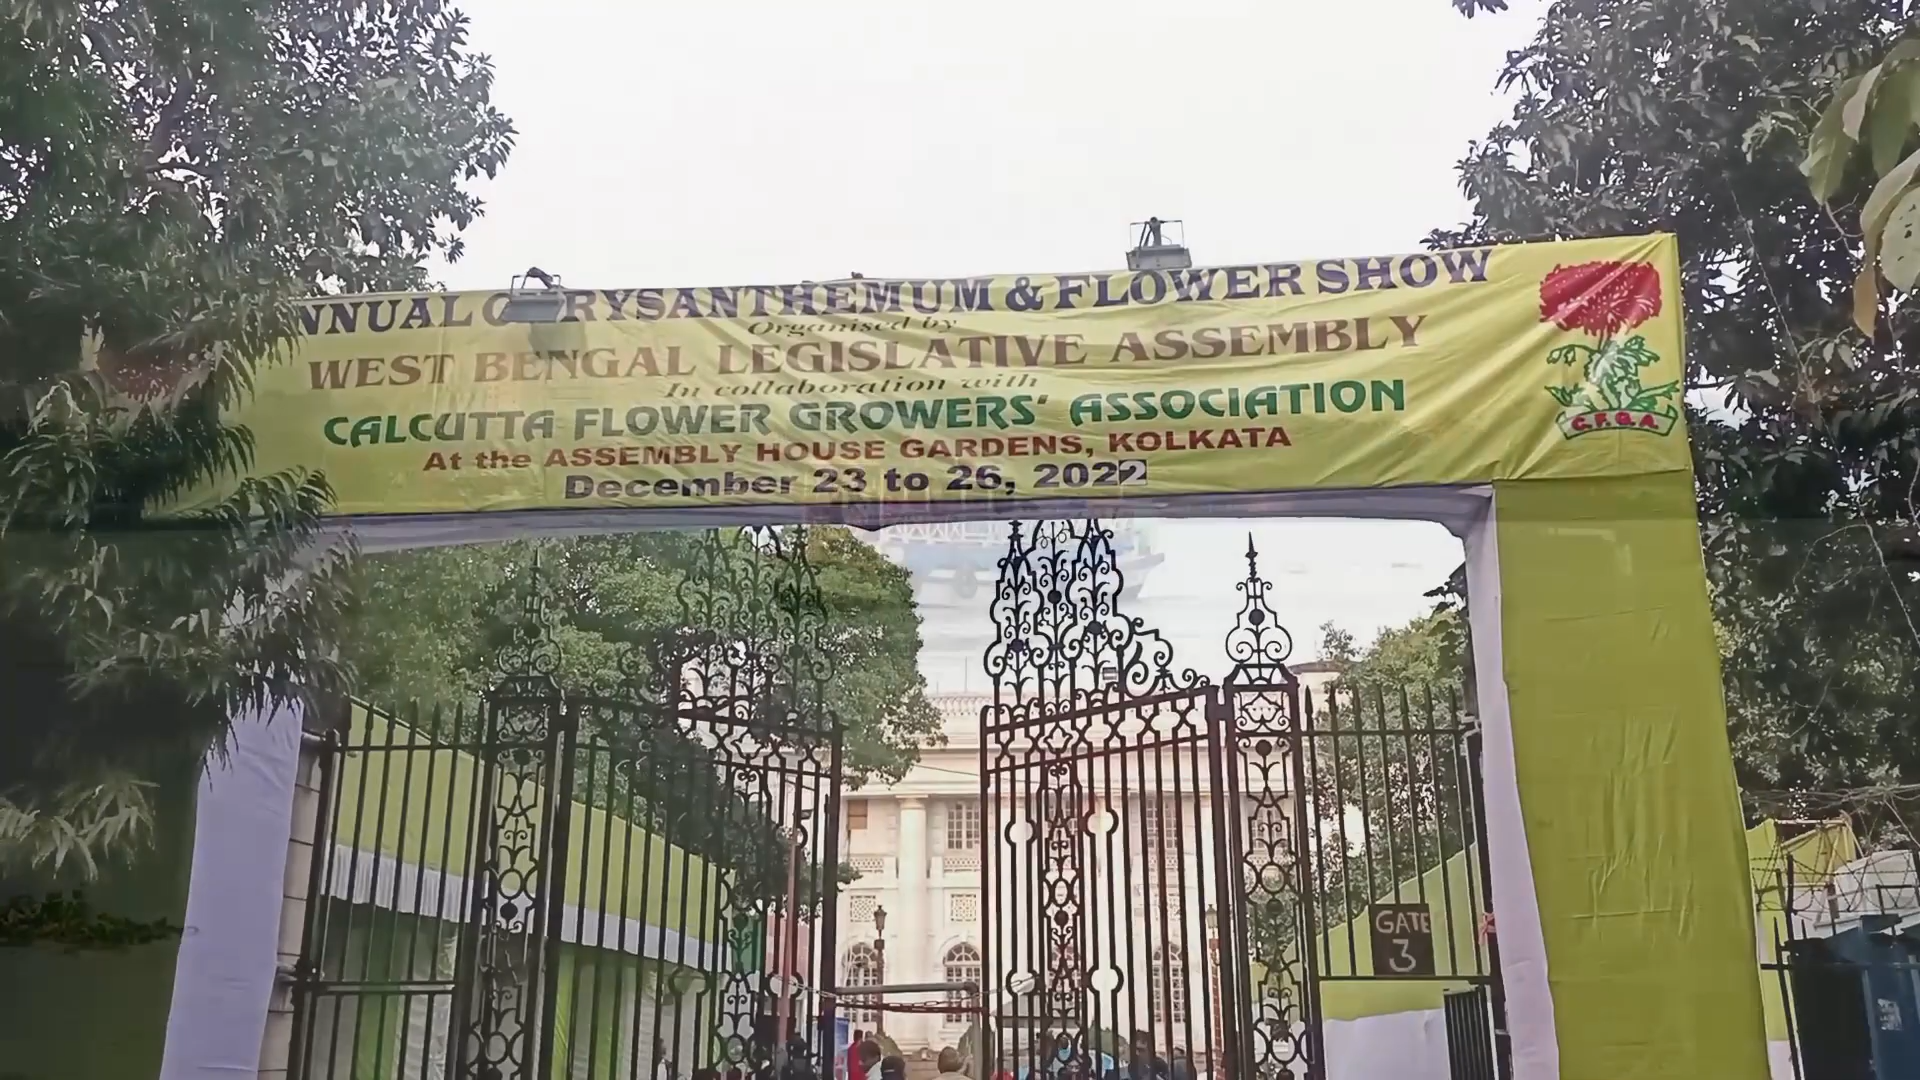 NNUAL CHRYSANTHEMUM & FLOWER SHOW
Organised by
WEST BENGAL LEGISLATIVE ASSEMBLY
In collaboration with
CALCUTTA FLOWER GROWERS' ASSOCIATION
At the ASSEMBLY HOUSE GARDENS, KOLKATA
December 23 to 26, 2022
C.F.G.A.
GATE
3